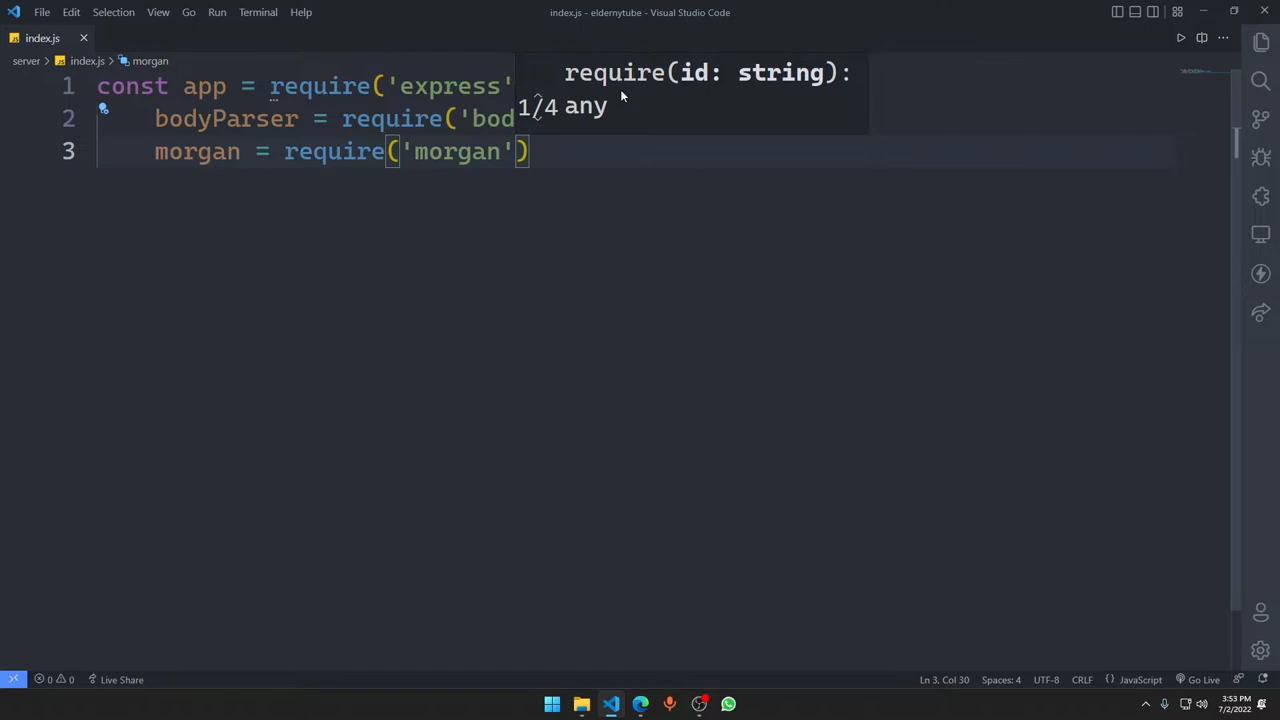 File Edit Selection View Go Run Terminal Help
index.js - eldernytube - Visual Studio Code
JS index.js
server > JS index.js > morgan
1 const app = require('express'
2 bodyParser = require('bod
3 morgan = require('morgan')
require(id: string):
1/4 any
0 0 Live Share
Ln 3, Col 30 Spaces: 4 UTF-8 CRLF {} JavaScript Go Live
3:53 PM
7/2/2022